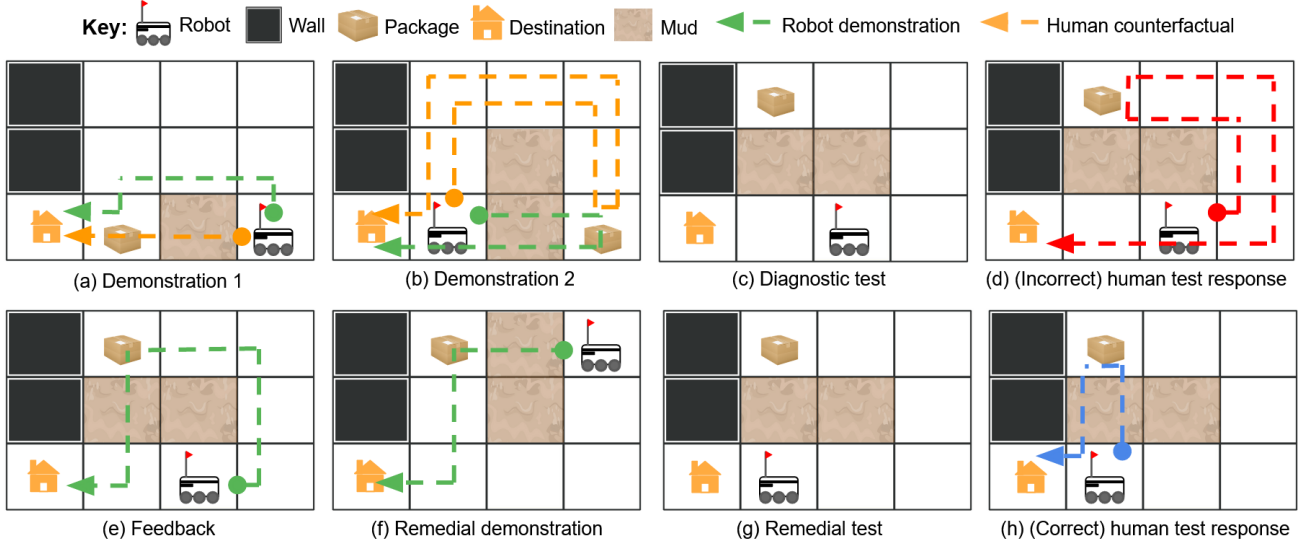 Key: Robot Wall Package Destination Mud Robot demonstration Human counterfactual
(a) Demonstration 1
(b) Demonstration 2
(c) Diagnostic test
(d) (Incorrect) human test response
(e) Feedback
(f) Remedial demonstration
(g) Remedial test
(h) (Correct) human test response